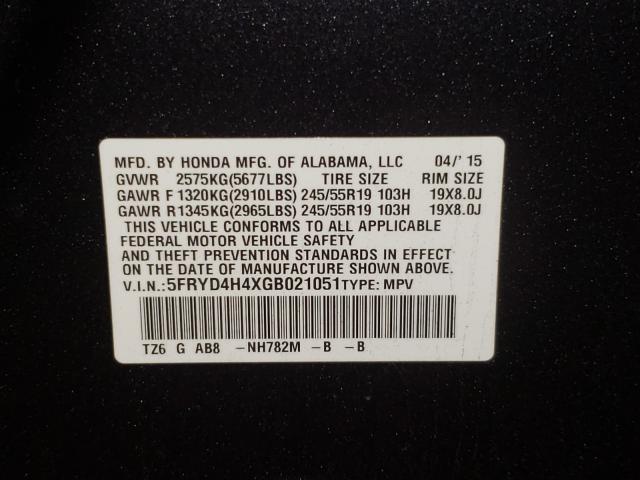 MFD. BY HONDA MFG. OF ALABAMA, LLC 04/' 15
GVWR 2575KG(5677LBS) TIRE SIZE RIM SIZE
GAWR F 1320KG(2910LBS) 245/55R19 103H 19X8.0J
GAWR R 1345KG(2965LBS) 245/55R19 103H 19X8.0J
THIS VEHICLE CONFORMS TO ALL APPLICABLE
FEDERAL MOTOR VEHICLE SAFETY
AND THEFT PREVENTION STANDARDS IN EFFECT
ON THE DATE OF MANUFACTURE SHOWN ABOVE.
V.I.N.: 5FRYD4H4XGB021051 TYPE: MPV
TZ6 G AB8 -NH782M -B -B